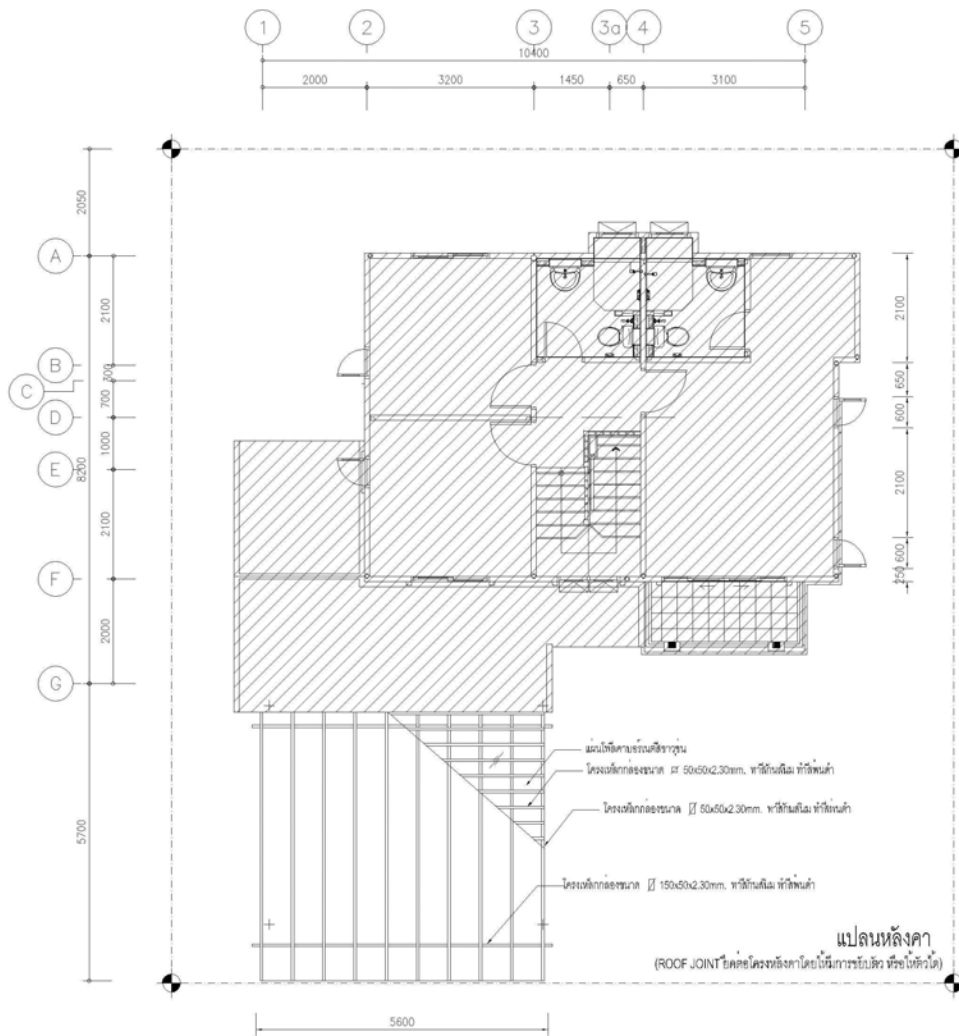 1 2 3 3a 4 5
10400
2000 3200 1450 650 3100
2050
A
2100
2100
B
300
650
C
700
600
D
1000
E
8200
2100
2100
600
F
250
2000
G
แผ่นโพลีคาบอร์เนตสีขาวขุ่น
โครงเหล็กกล่องขนาด 50x50x2.30mm. ทาสีกันสนิม ทำสีพ่นดำ
โครงเหล็กกล่องขนาด 50x50x2.30mm. ทาสีกันสนิม ทำสีพ่นดำ
5700
โครงเหล็กกล่องขนาด 150x50x2.30mm. ทาสีกันสนิม ทำสีพ่นดำ
แปลนหลังคา
(ROOF JOINT ยึดต่อโครงหลังคาโดยให้มีการขยับตัว หรือให้ตัวได้)
5600